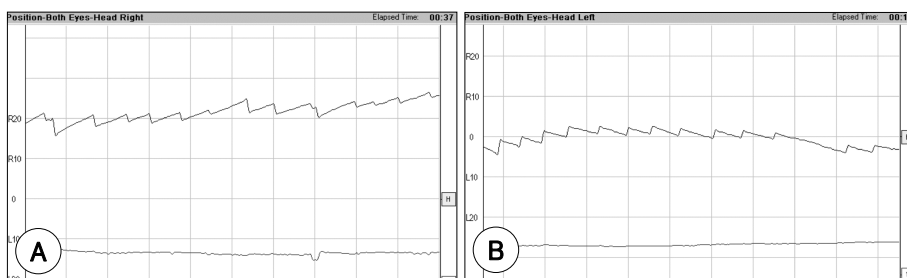 Position-Both Eyes-Head Right Elapsed Time: 00:37
R20
R10
0
H
L10
A
Position-Both Eyes-Head Left Elapsed Time:
R20
R10
0
L10
L20
B